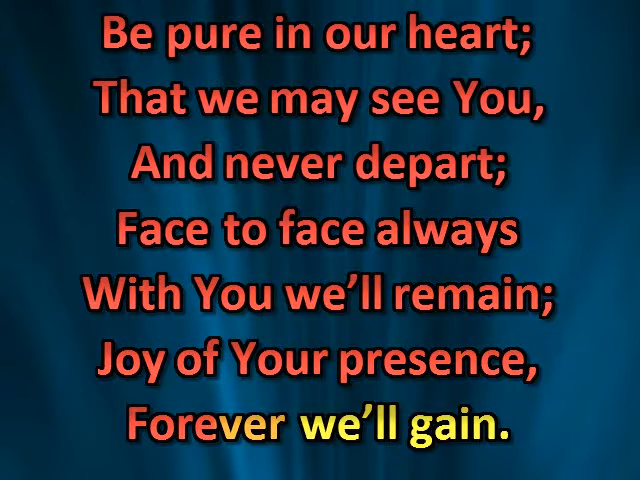 Be pure in our heart;
That we may see You,
And never depart;
Face to face always
With You we’ll remain;
Joy of Your presence,
Forever we’ll gain.